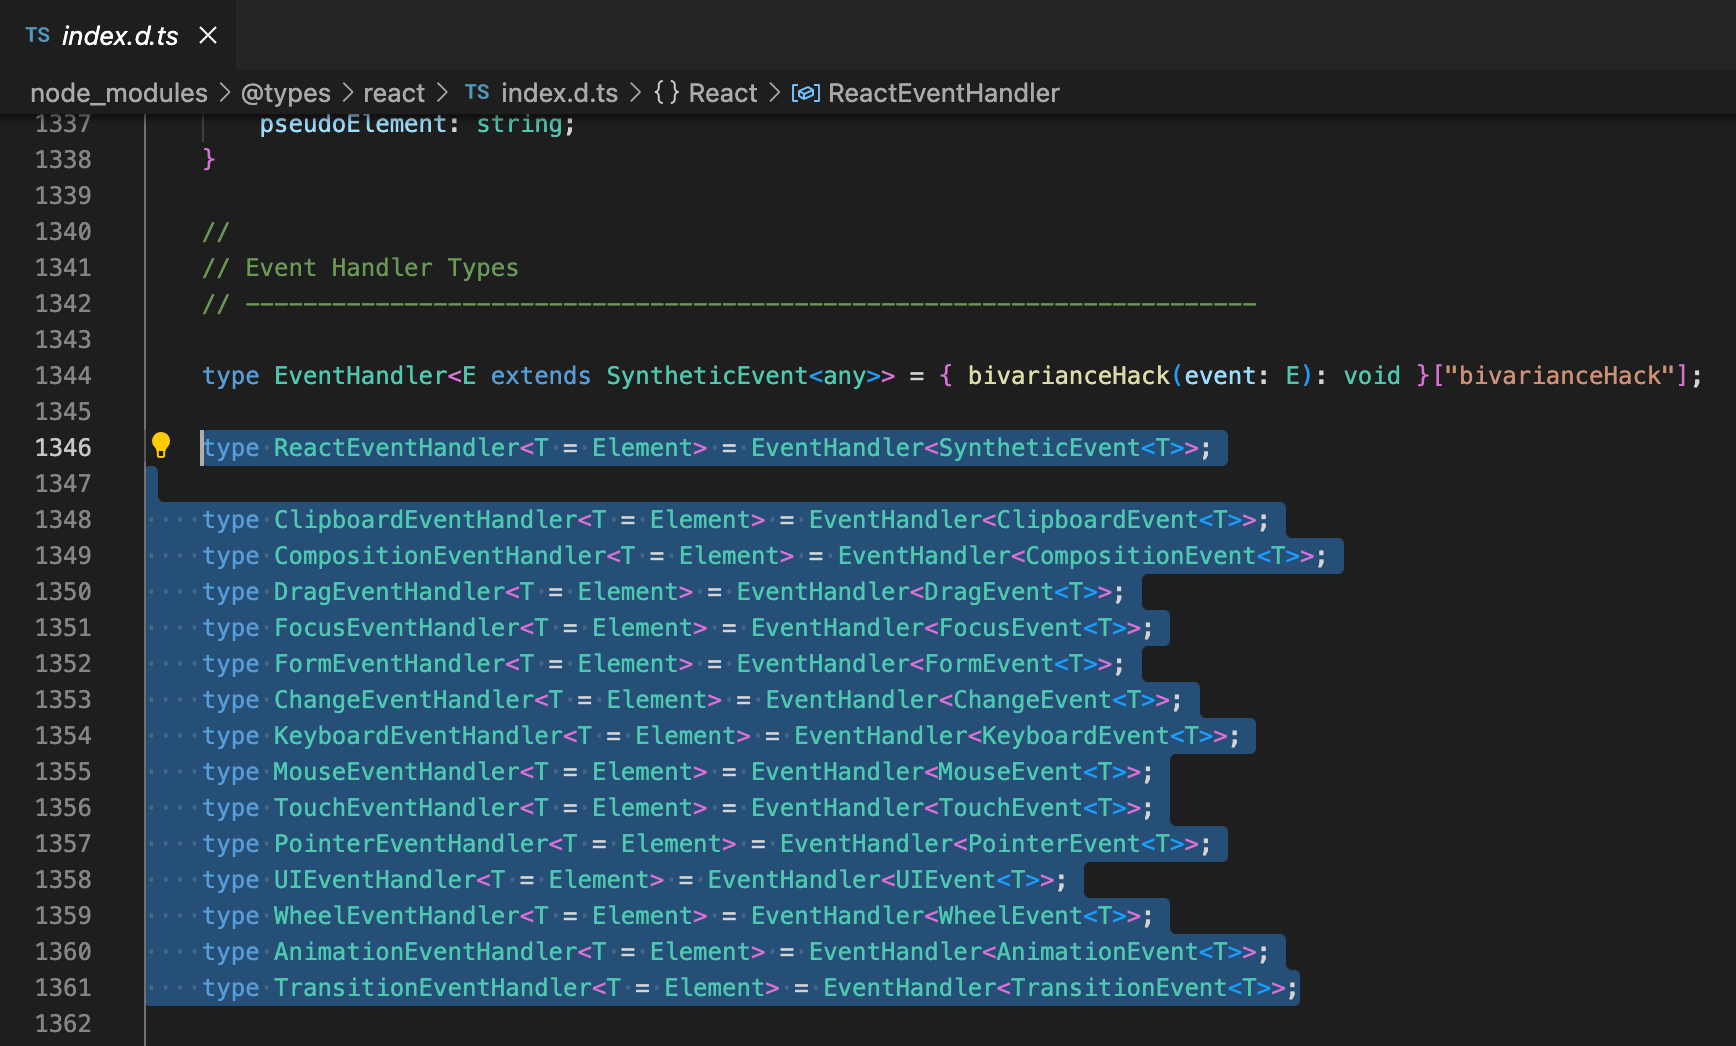 TS index.d.ts ×
node_modules > @types > react > TS index.d.ts > {} React > ReactEventHandler
1337 pseudoElement: string;
1338 }
1339
1340 //
1341 // Event Handler Types
1342 // ----------------------------------------------------------------------
1343
1344 type EventHandler<E extends SyntheticEvent<any>> = { bivarianceHack(event: E): void }["bivarianceHack"];
1345
1346 type ReactEventHandler<T = Element> = EventHandler<SyntheticEvent<T>>;
1347
1348 type ClipboardEventHandler<T = Element> = EventHandler<ClipboardEvent<T>>;
1349 type CompositionEventHandler<T = Element> = EventHandler<CompositionEvent<T>>;
1350 type DragEventHandler<T = Element> = EventHandler<DragEvent<T>>;
1351 type FocusEventHandler<T = Element> = EventHandler<FocusEvent<T>>;
1352 type FormEventHandler<T = Element> = EventHandler<FormEvent<T>>;
1353 type ChangeEventHandler<T = Element> = EventHandler<ChangeEvent<T>>;
1354 type KeyboardEventHandler<T = Element> = EventHandler<KeyboardEvent<T>>;
1355 type MouseEventHandler<T = Element> = EventHandler<MouseEvent<T>>;
1356 type TouchEventHandler<T = Element> = EventHandler<TouchEvent<T>>;
1357 type PointerEventHandler<T = Element> = EventHandler<PointerEvent<T>>;
1358 type UIEventHandler<T = Element> = EventHandler<UIEvent<T>>;
1359 type WheelEventHandler<T = Element> = EventHandler<WheelEvent<T>>;
1360 type AnimationEventHandler<T = Element> = EventHandler<AnimationEvent<T>>;
1361 type TransitionEventHandler<T = Element> = EventHandler<TransitionEvent<T>>;
1362